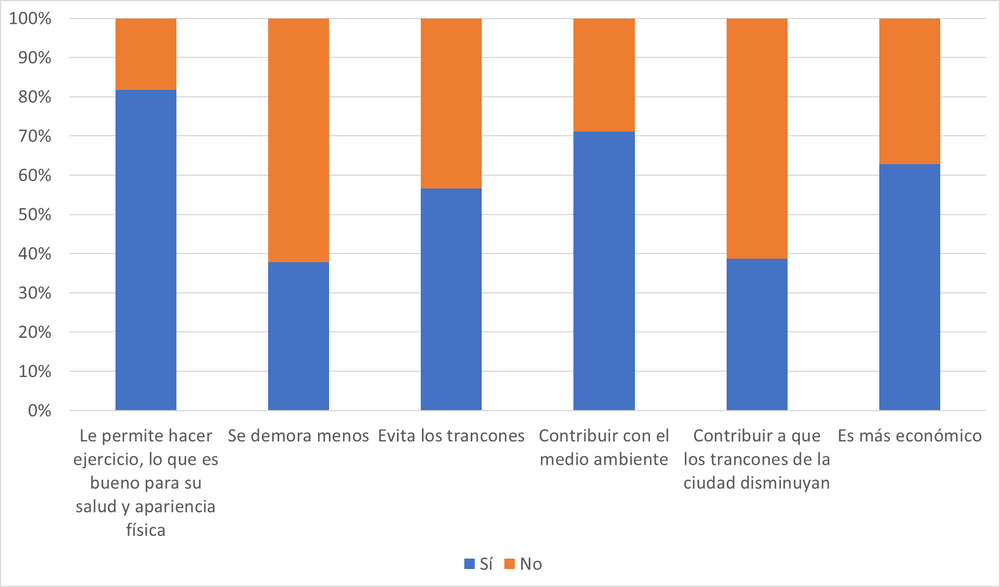 100%
90%
80%
70%
60%
50%
40%
30%
20%
10%
0%
Le permite hacer
ejercicio, lo que es
bueno para su
salud y apariencia
física
Se demora menos
Evita los trancones
Contribuir con el
medio ambiente
Contribuir a que
los trancones de la
ciudad disminuyan
Es más económico
Sí
No